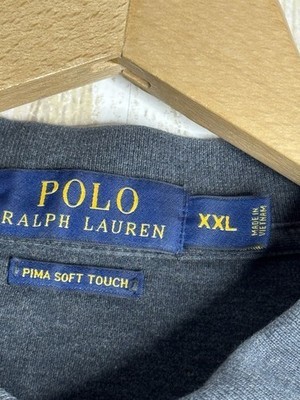 POLO
RALPH LAUREN
XXL
MADE IN
VIETNAM
PIMA SOFT TOUCH